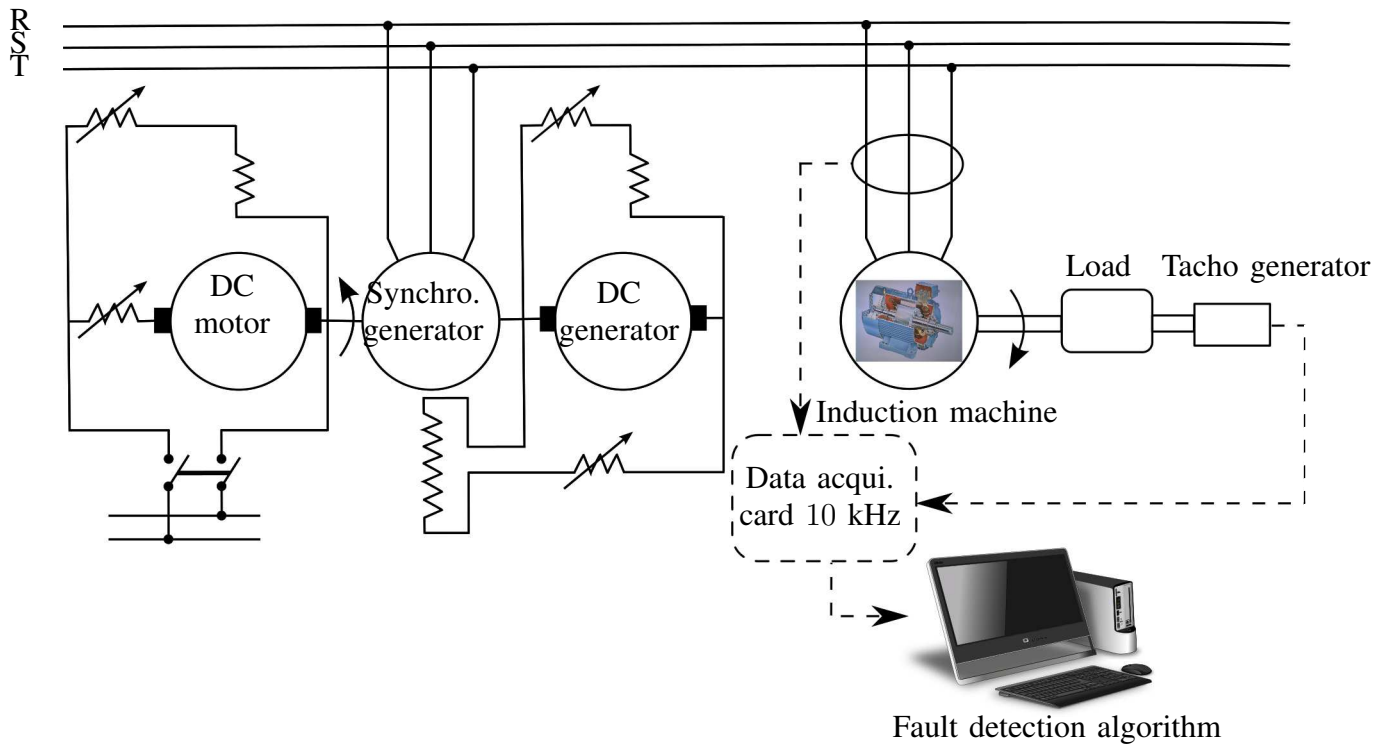 R
S
T
DC
motor
Synchro.
generator
DC
generator
Load
Tacho generator
Induction machine
Data acqui.
card 10 kHz
Fault detection algorithm